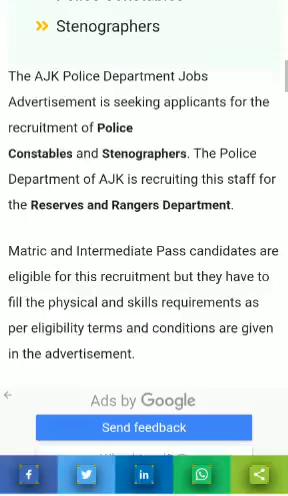 Stenographers
The AJK Police Department Jobs
Advertisement is seeking applicants for the
recruitment of Police
Constables and Stenographers. The Police
Department of AJK is recruiting this staff for
the Reserves and Rangers Department.
Matric and Intermediate Pass candidates are
eligible for this recruitment but they have to
fill the physical and skills requirements as
per eligibility terms and conditions are given
in the advertisement.
Ads by Google
Send feedback